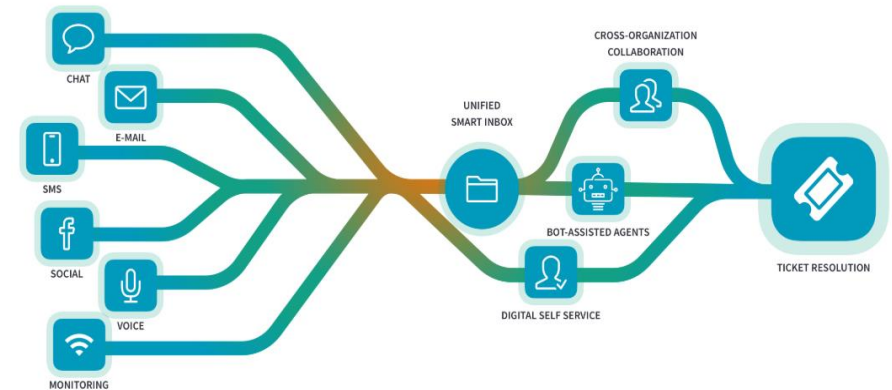 CHAT
E-MAIL
SMS
SOCIAL
VOICE
MONITORING
UNIFIED
SMART INBOX
CROSS-ORGANIZATION
COLLABORATION
BOT-ASSISTED AGENTS
DIGITAL SELF SERVICE
TICKET RESOLUTION